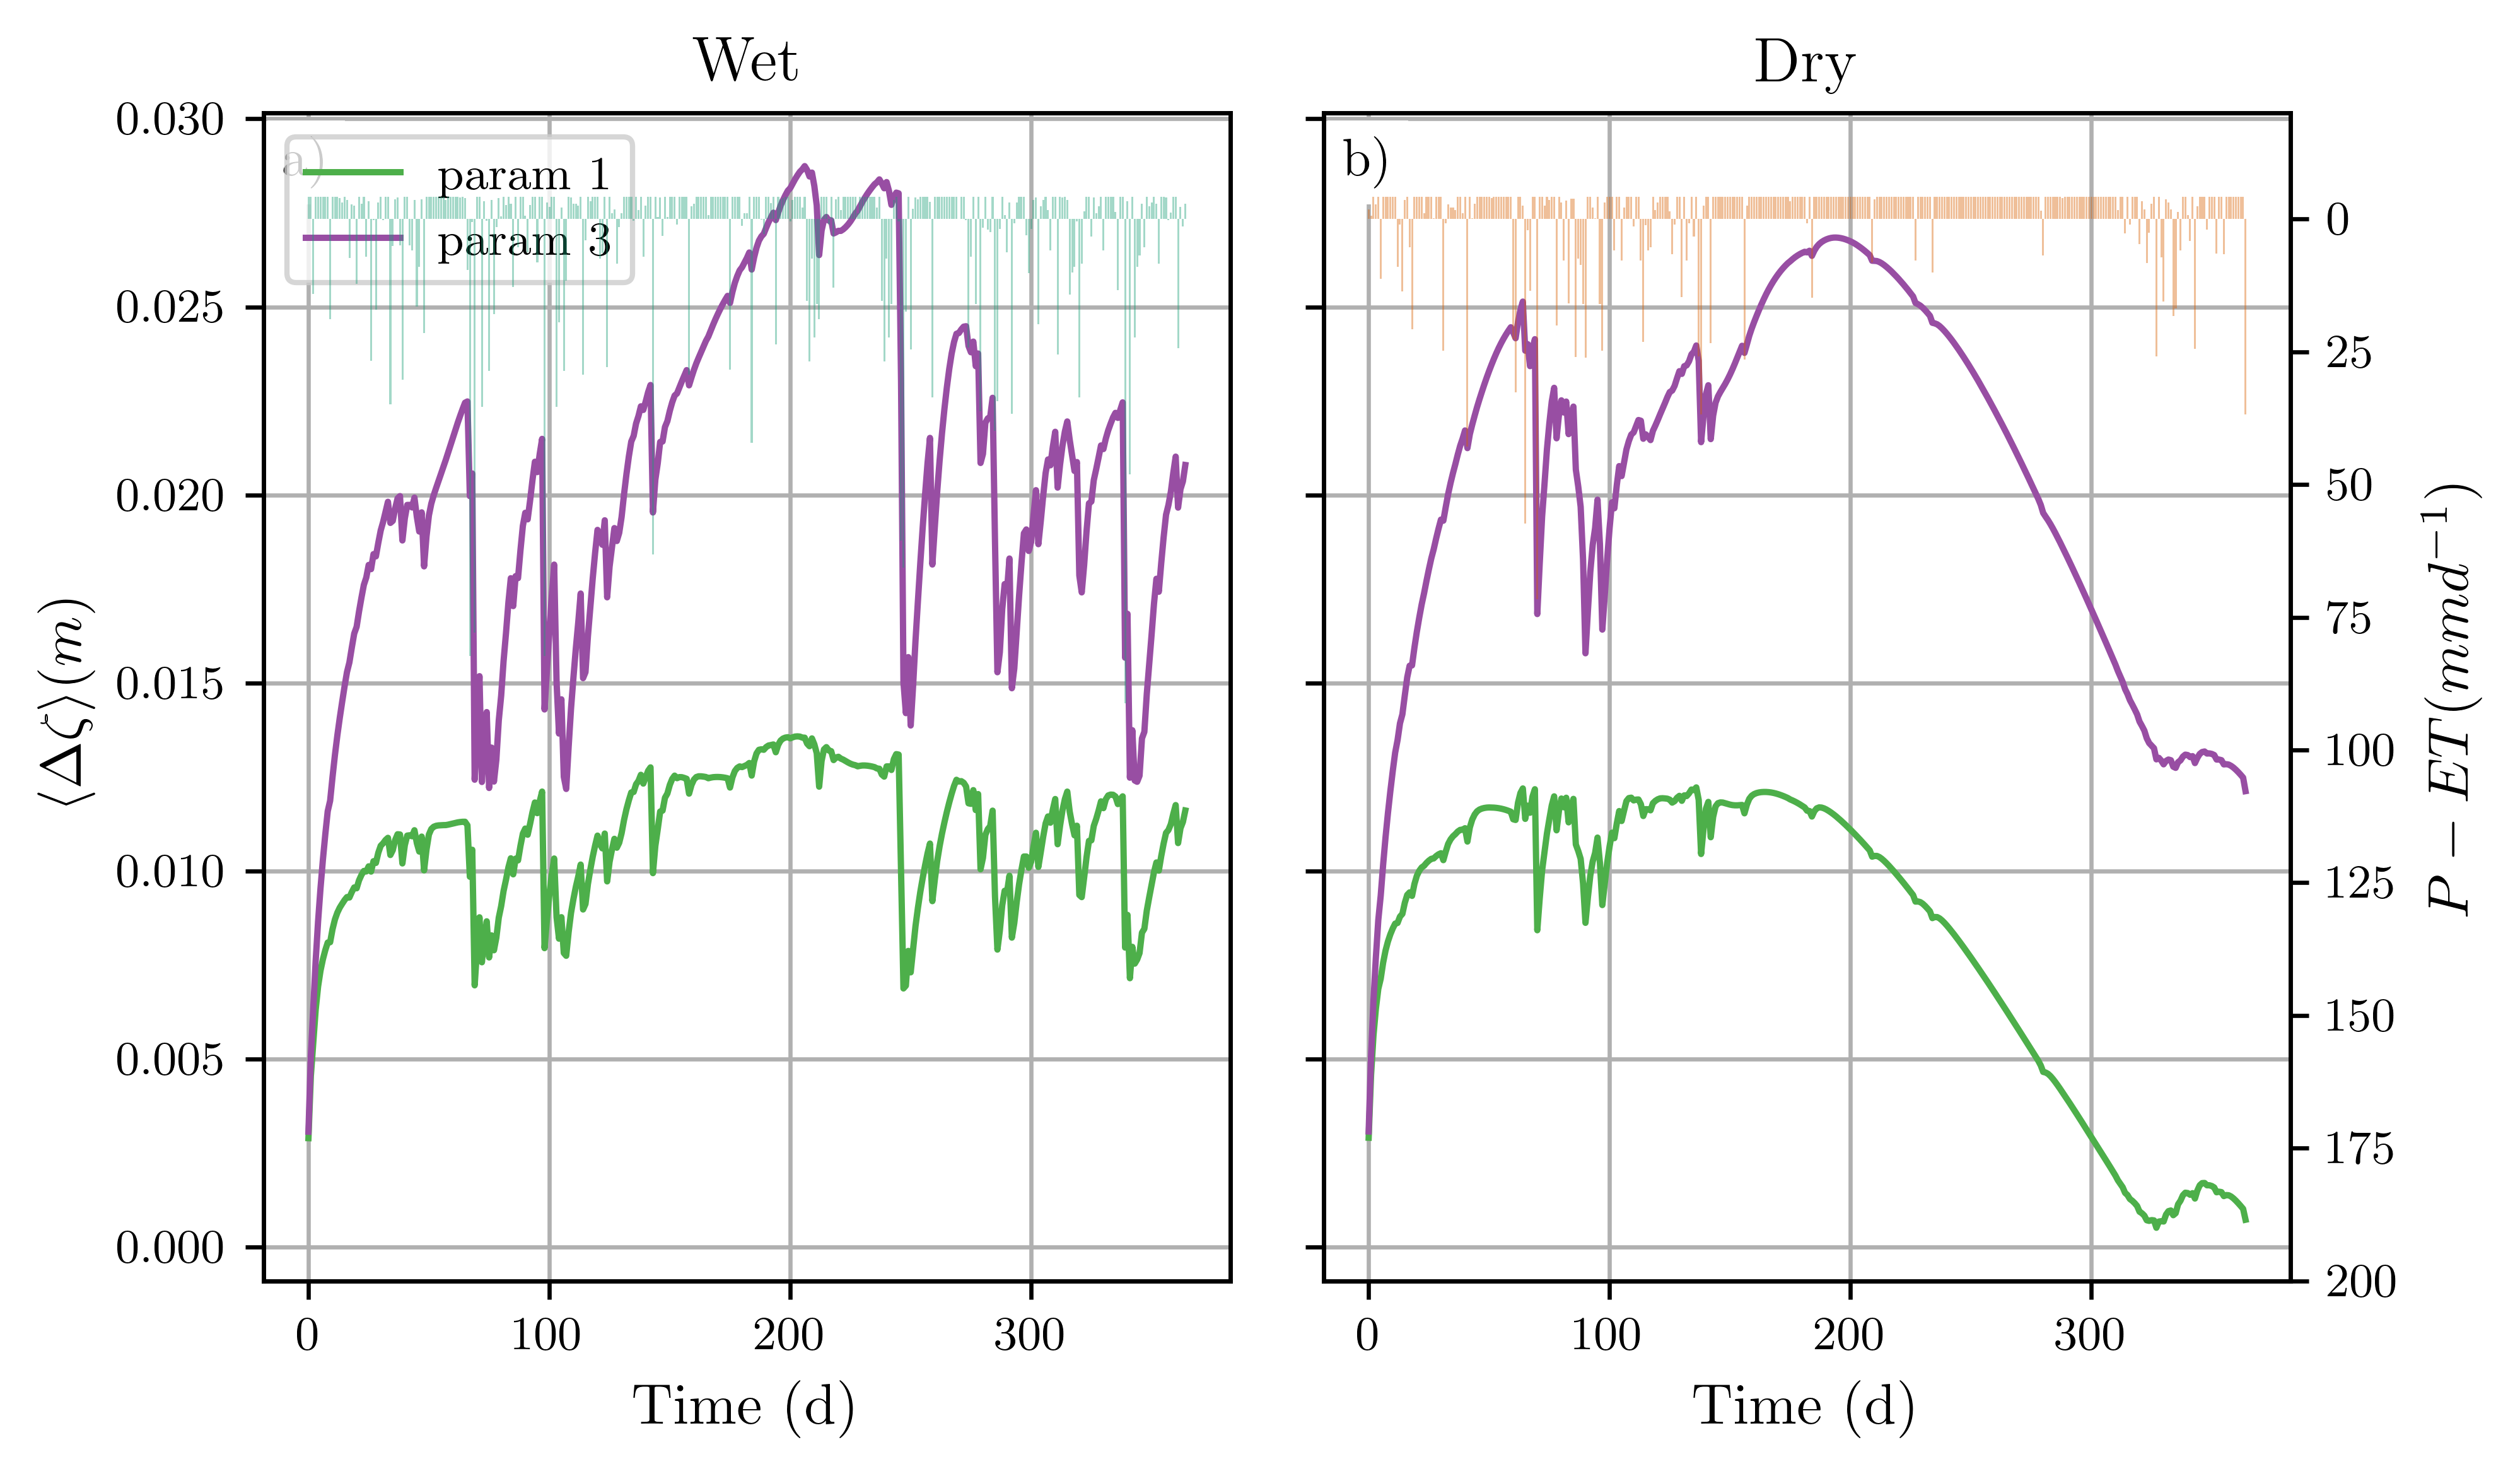 Wet
Dry
a)
param 1
param 3
b)
0.030
0.025
0.020
0.015
0.010
0.005
0.000
⟨Δζ⟩(m)
0
25
50
75
100
125
150
175
200
P − ET(mmd⁻¹)
0 100 200 300
0 100 200 300
Time (d)
Time (d)